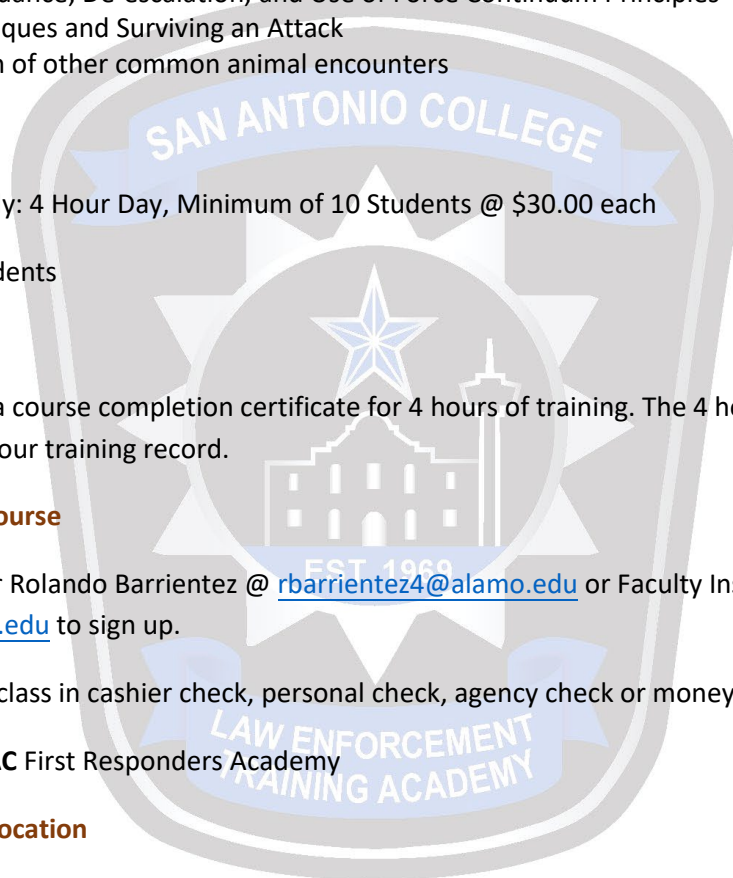 De-escalation, and Use of Force Continuum Principles
iques and Surviving an Attack
n of other common animal encounters
SAN ANTONIO COLLEGE
y: 4 Hour Day, Minimum of 10 Students @ $30.00 each
dents
a course completion certificate for 4 hours of training. The 4 h
our training record.
ourse
r Rolando Barrientez @ rbarrientez4@alamo.edu or Faculty Ins
.edu to sign up.
EST. 1969
class in cashier check, personal check, agency check or money
LAW ENFORCEMENT
TRAINING ACADEMY
AC First Responders Academy
ocation